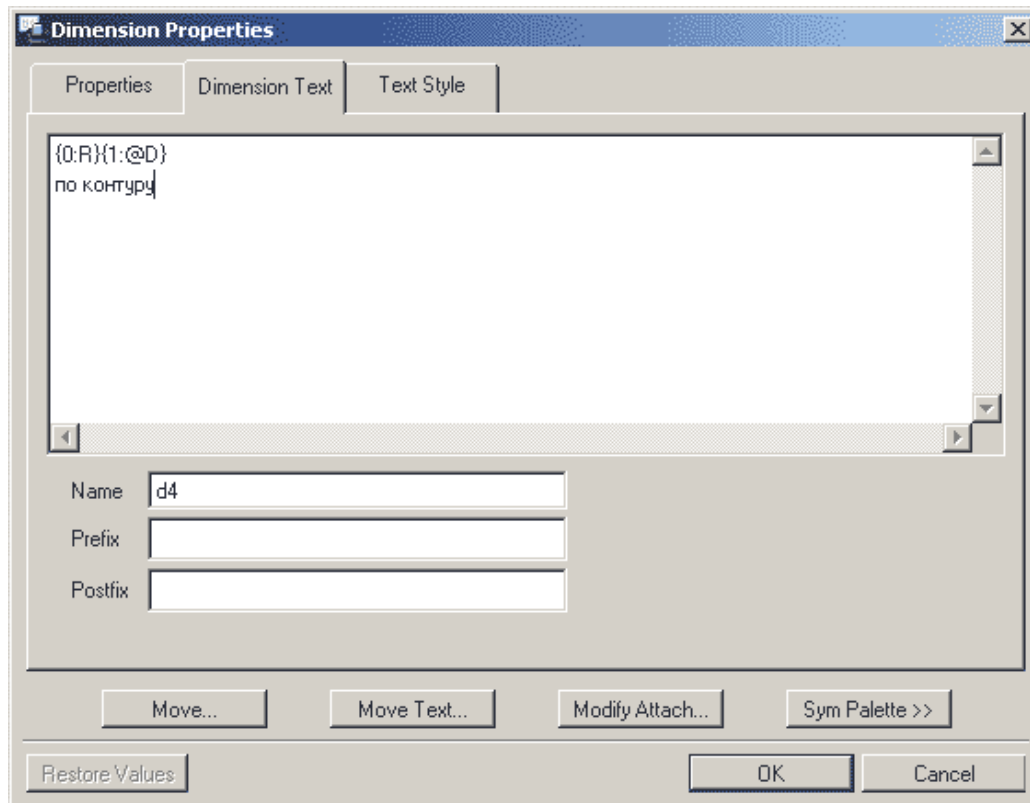 Dimension Properties
Properties
Dimension Text
Text Style
{0:R}{1:@D}
по контуру
Name
d4
Prefix
Postfix
Move...
Move Text...
Modify Attach...
Sym Palette >>
Restore Values
OK
Cancel